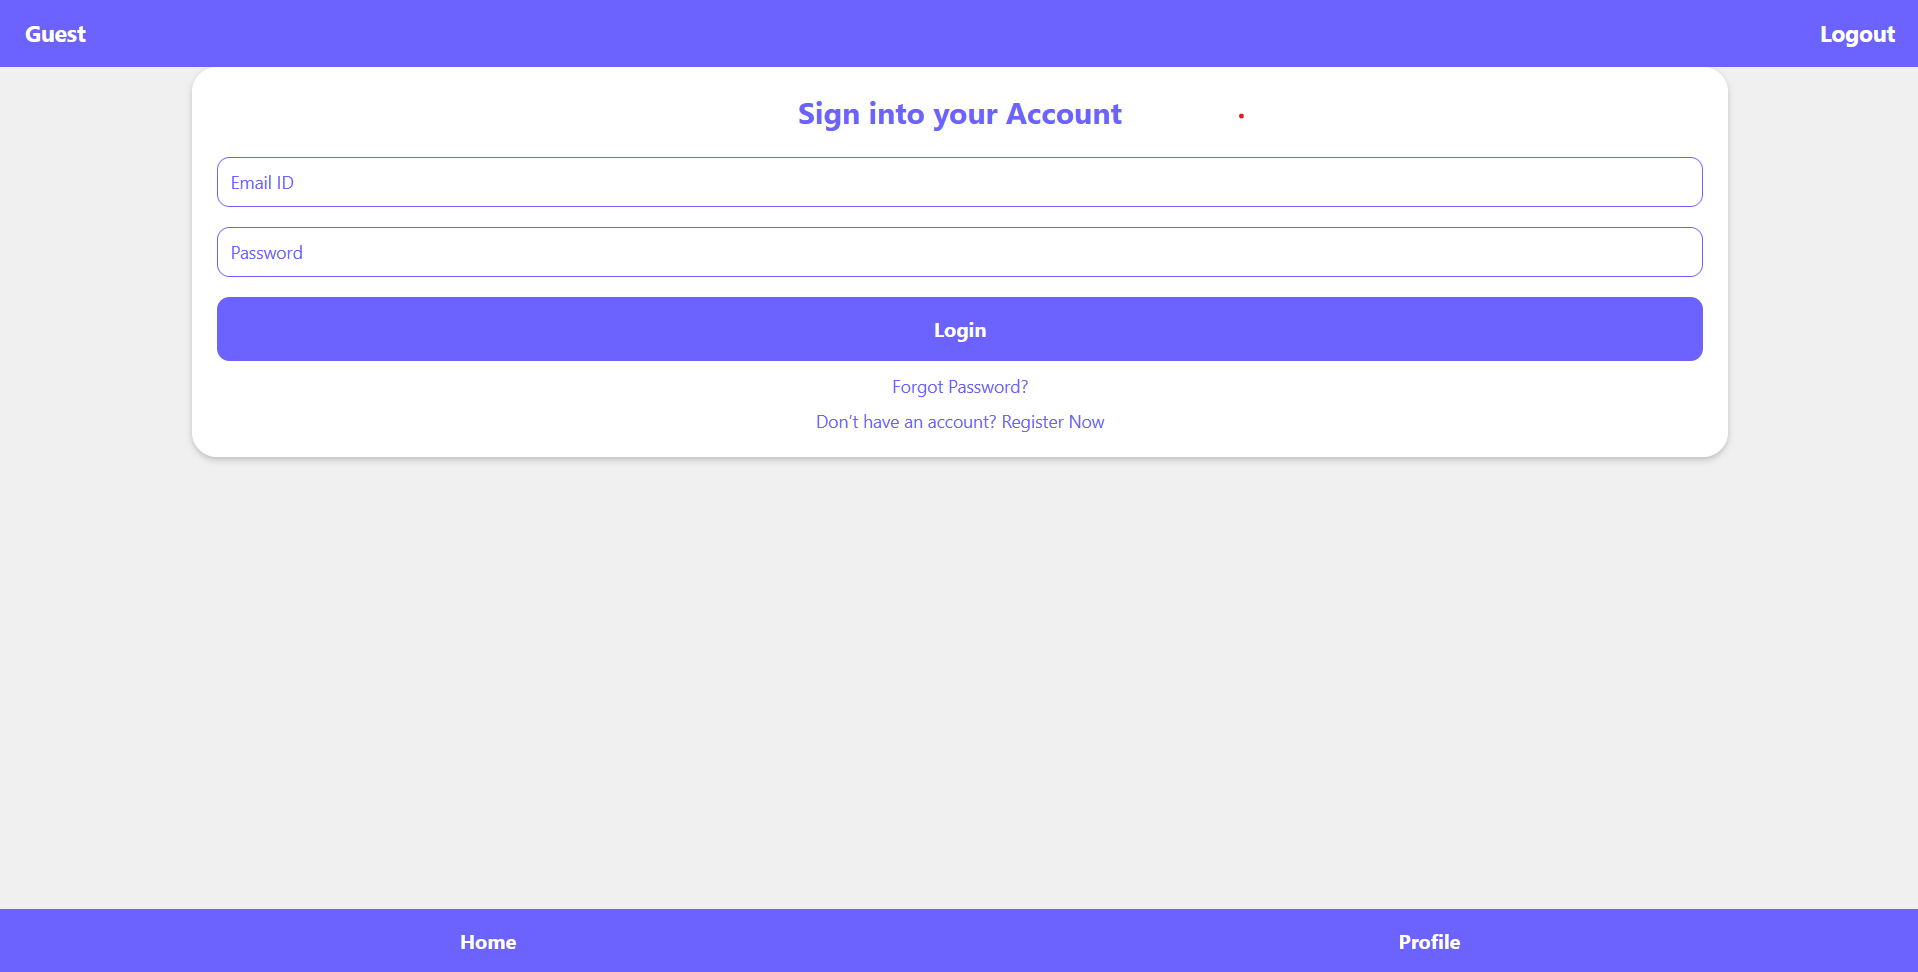 Guest
Logout
Sign into your Account
Email ID
Password
Login
Forgot Password?
Don't have an account? Register Now
Home
Profile